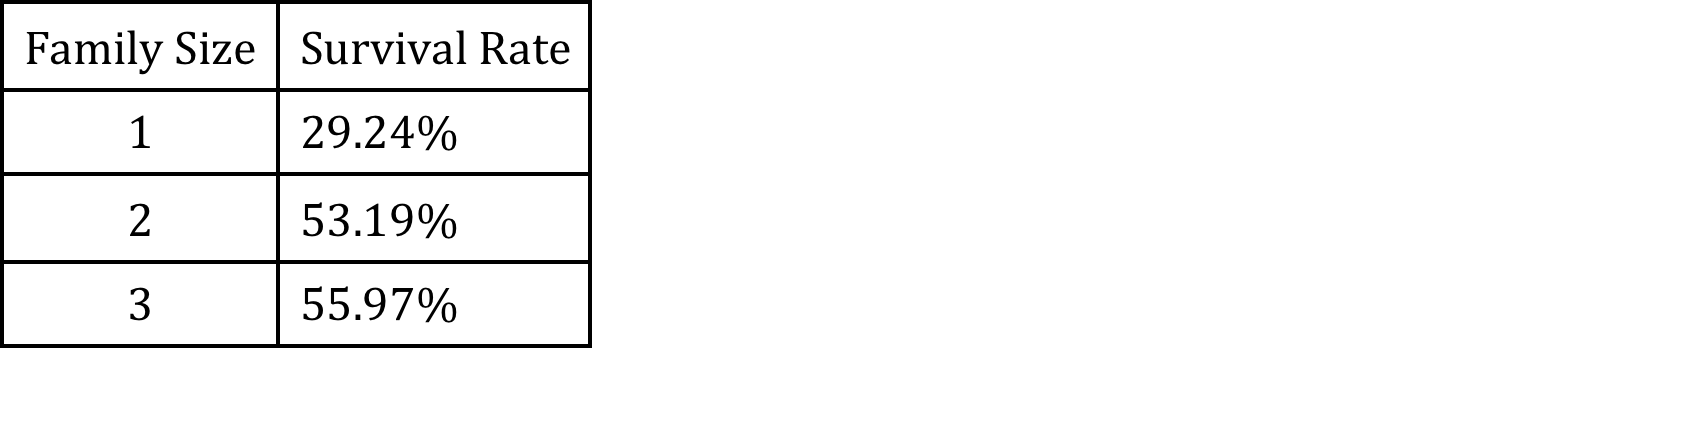 Family Size Survival Rate
1 29.24%
2 53.19%
3 55.97%